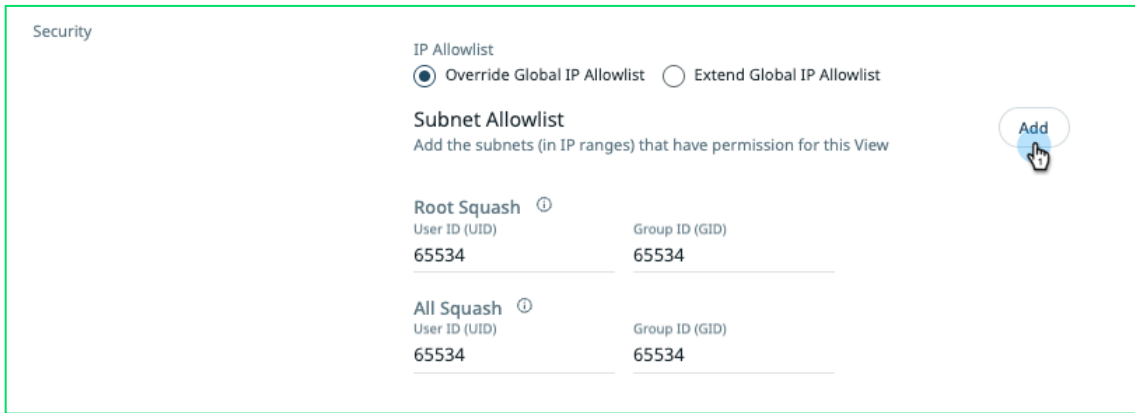 Security
IP Allowlist
Override Global IP Allowlist Extend Global IP Allowlist
Subnet Allowlist
Add
Add the subnets (in IP ranges) that have permission for this View
1
Root Squash
User ID (UID) Group ID (GID)
65534 65534
All Squash
User ID (UID) Group ID (GID)
65534 65534